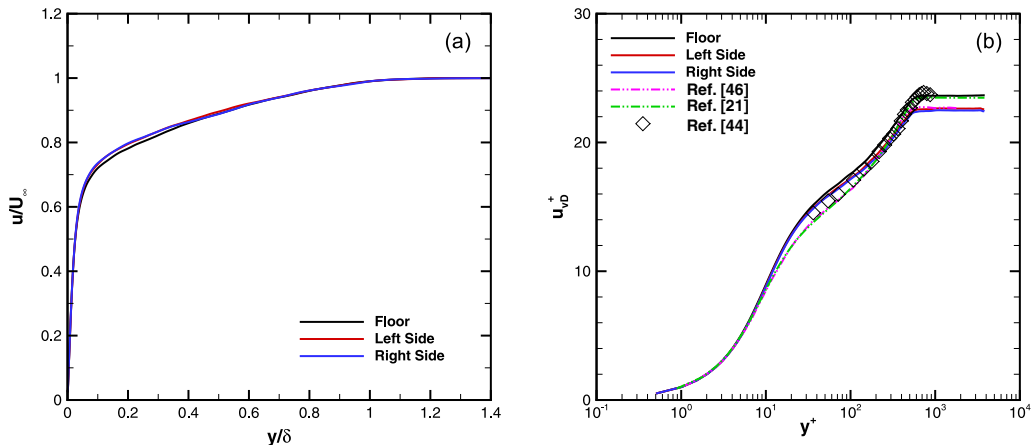 (a)
u/U∞
1
0.8
0.6
0.4
0.2
0
0 0.2 0.4 0.6 0.8 1 1.2 1.4
y/δ
Floor
Left Side
Right Side
(b)
u⁺vD
30
20
10
0
10⁻¹ 10⁰ 10¹ 10² 10³ 10⁴
y⁺
Floor
Left Side
Right Side
Ref. [46]
Ref. [21]
Ref. [44]